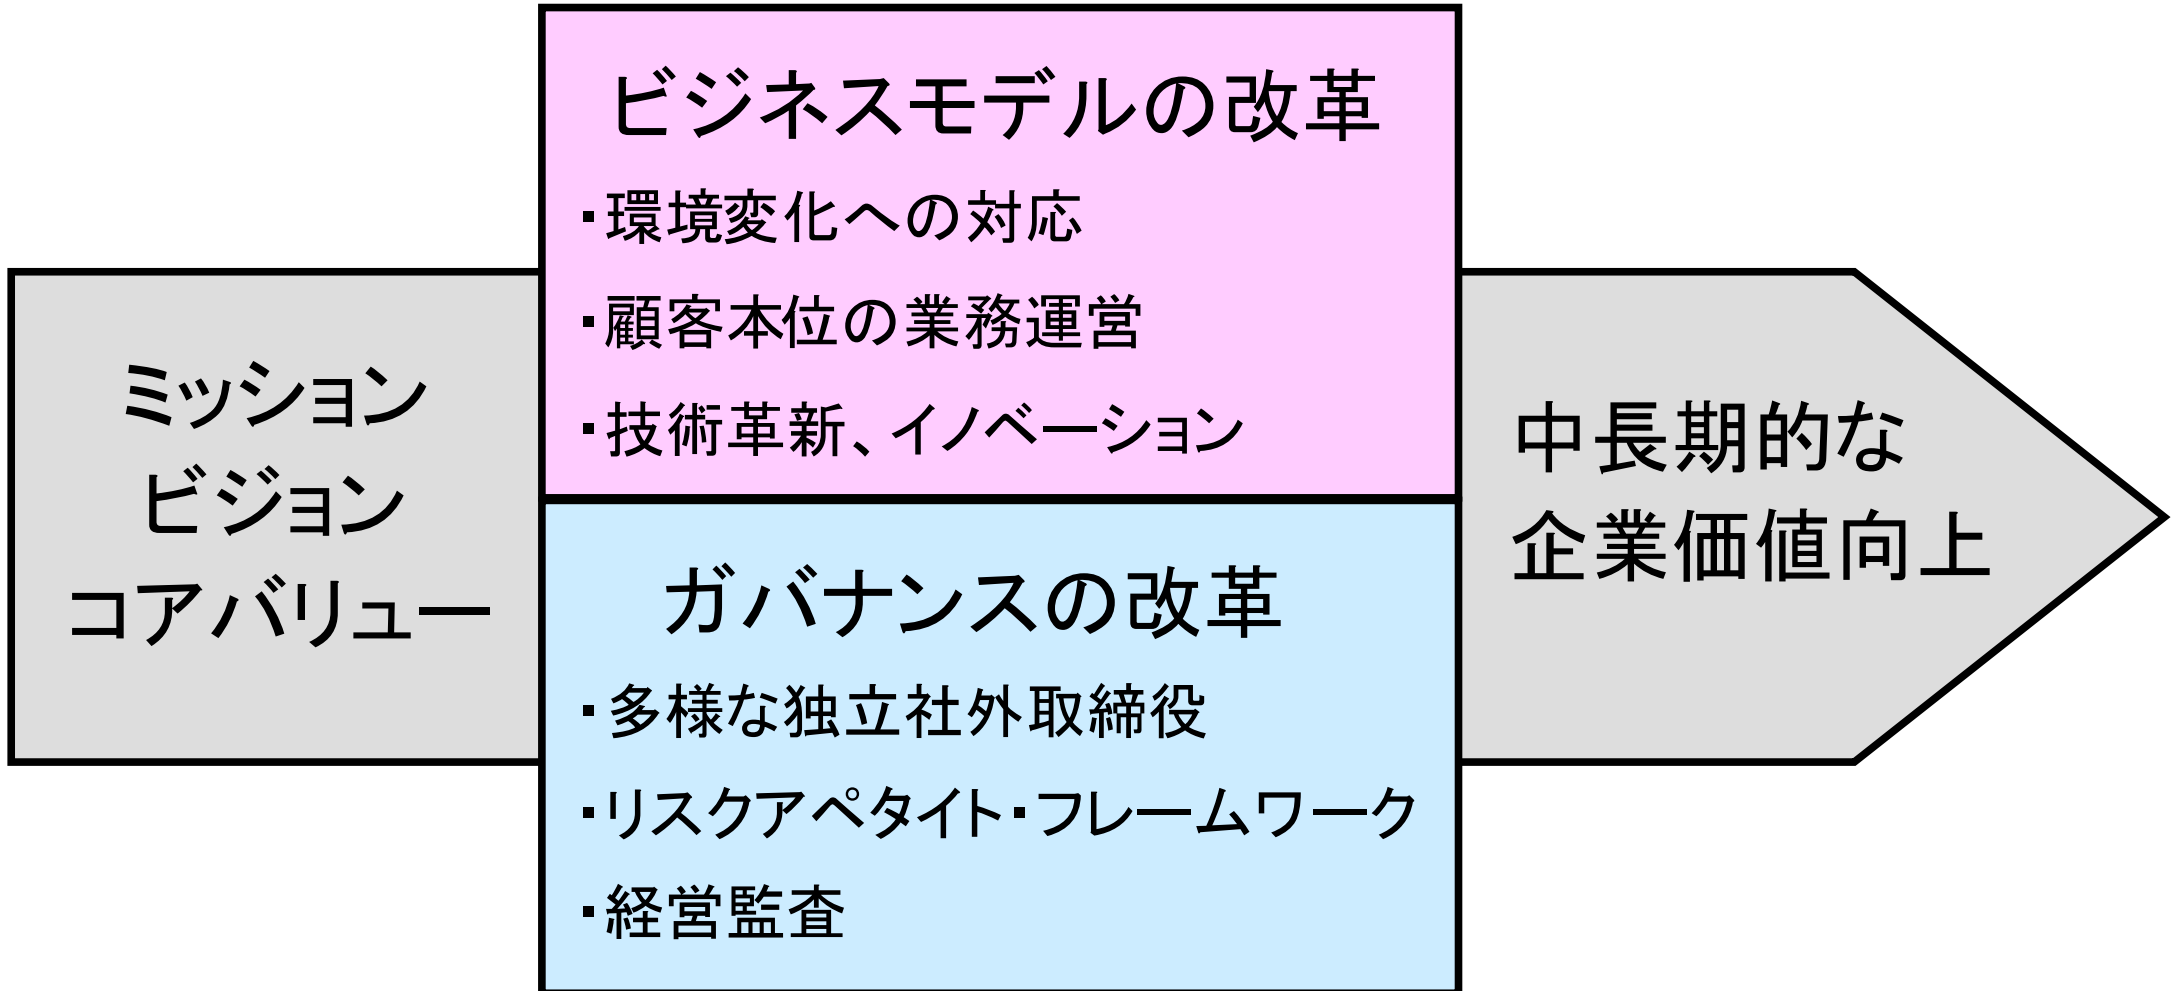 ミッション
ビジョン
コアバリュー
ビジネスモデルの改革
・環境変化への対応
・顧客本位の業務運営
・技術革新、イノベーション
ガバナンスの改革
・多様な独立社外取締役
・リスクアペタイト・フレームワーク
・経営監査
中長期的な
企業価値向上